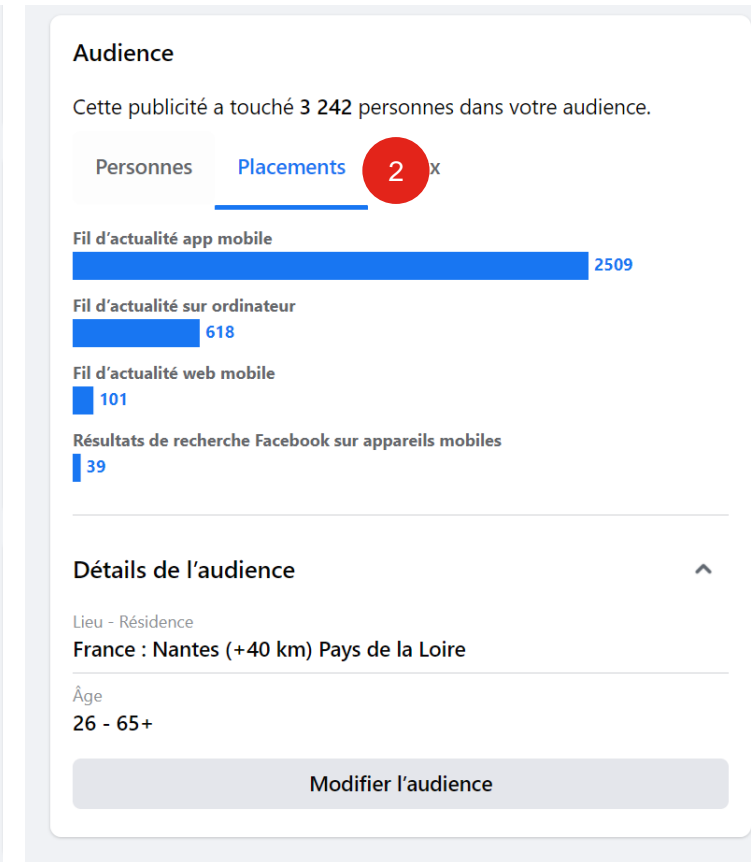 Audience
Cette publicité a touché 3 242 personnes dans votre audience.
Personnes Placements 2 x
Fil d’actualité app mobile
2509
Fil d’actualité sur ordinateur
618
Fil d’actualité web mobile
101
Résultats de recherche Facebook sur appareils mobiles
39
Détails de l’audience
Lieu - Résidence
France : Nantes (+40 km) Pays de la Loire
Âge
26 - 65+
Modifier l’audience